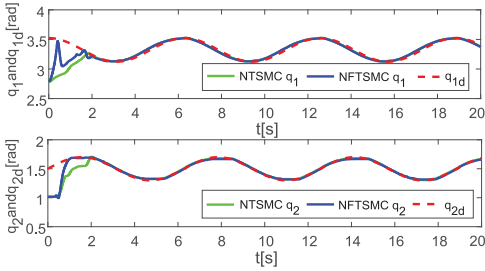 q1andq1d[rad]
4
3.5
3
2.5
NTSMC q1 NFTSMC q1 q1d
0 2 4 6 8 10 12 14 16 18 20
t[s]
q2andq2d[rad]
2
1.5
1
0.5
NTSMC q2 NFTSMC q2 q2d
0 2 4 6 8 10 12 14 16 18 20
t[s]